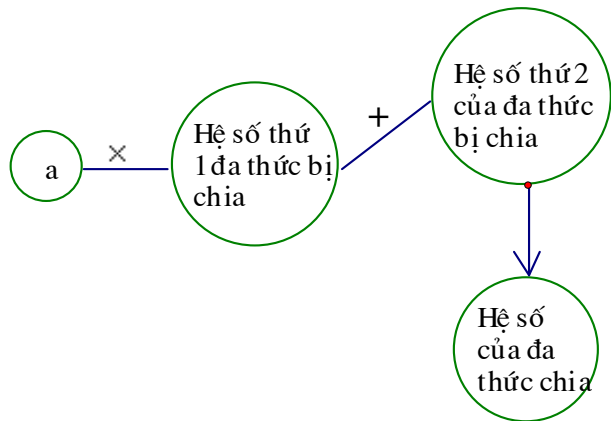 a
×
Hệ số thứ
1 đa thức bị
chia
+
Hệ số thứ 2
của đa thức
bị chia
Hệ số
của đa
thức chia